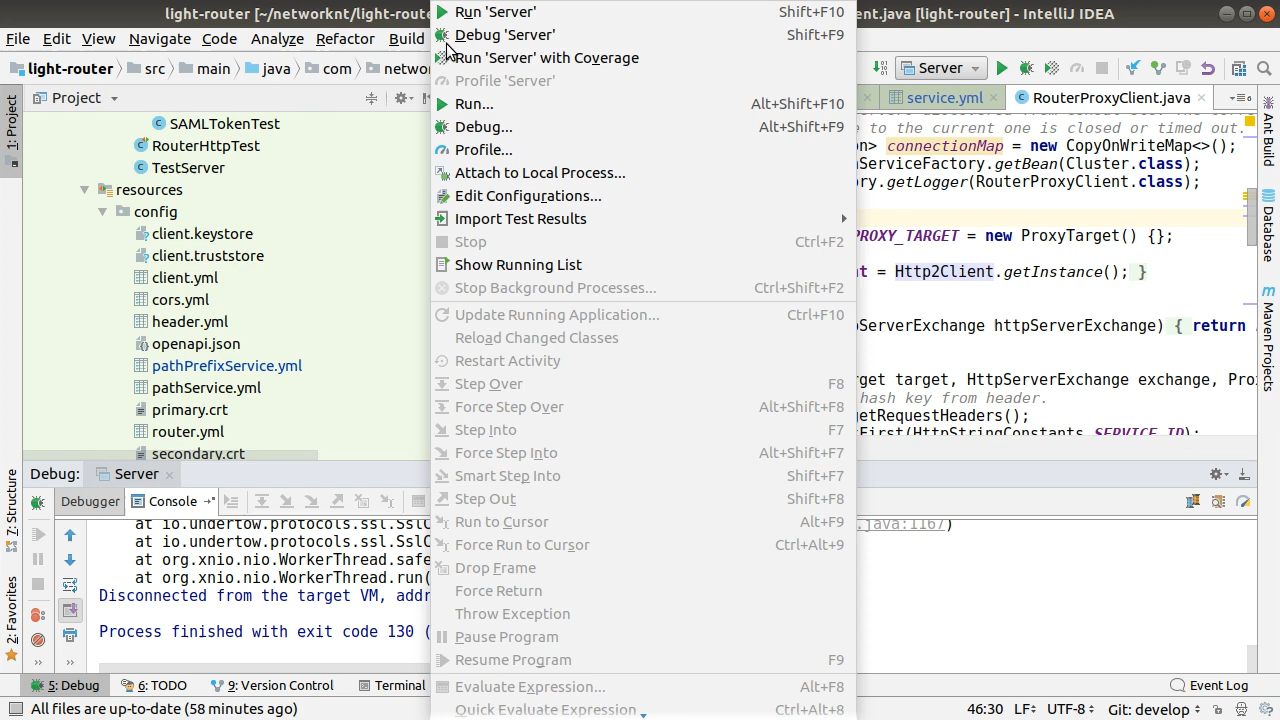 light-router [~/networknt/light-route
ent.java [light-router] - IntelliJ IDEA
File Edit View Navigate Code Analyze Refactor Build
light-router src main java com networ
Server
1: Project
7: Structure
2: Favorites
Project
SAMLTokenTest
RouterHttpTest
TestServer
resources
config
client.keystore
client.truststore
client.yml
cors.yml
header.yml
openapi.json
pathPrefixService.yml
pathService.yml
primary.crt
router.yml
secondary.crt
Run 'Server' Shift+F10
Debug 'Server' Shift+F9
Run 'Server' with Coverage
Profile 'Server'
Run... Alt+Shift+F10
Debug... Alt+Shift+F9
Profile...
Attach to Local Process...
Edit Configurations...
Import Test Results
Stop Ctrl+F2
Show Running List
Stop Background Processes... Ctrl+Shift+F2
Update Running Application... Ctrl+F10
Reload Changed Classes
Restart Activity
Step Over F8
Force Step Over Alt+Shift+F8
Step Into F7
Force Step Into Alt+Shift+F7
Smart Step Into Shift+F7
Step Out Shift+F8
Run to Cursor Alt+F9
Force Run to Cursor Ctrl+Alt+9
Drop Frame
Force Return
Throw Exception
Pause Program
Resume Program F9
Evaluate Expression... Alt+F8
Quick Evaluate Expression Ctrl+Alt+8
service.yml RouterProxyClient.java
e to the current one is closed or timed out.
on> connectionMap = new CopyOnWriteMap<>();
nServiceFactory.getBean(Cluster.class);
ry.getLogger(RouterProxyClient.class);
PROXY_TARGET = new ProxyTarget() {};
nt = Http2Client.getInstance(); }
pServerExchange httpServerExchange) { return
rget target, HttpServerExchange exchange, Pro
hash key from header.
getRequestHeaders();
tFirst(HttpStringConstants.SERVICE_ID);
Ant Build
Database
Maven Projects
Debug: Server
Debugger Console
at io.undertow.protocols.ssl.SslC
.java:1167)
at io.undertow.protocols.ssl.SslC
at org.xnio.nio.WorkerThread.safe
at org.xnio.nio.WorkerThread.run(
Disconnected from the target VM, addr
Process finished with exit code 130 (
5: Debug 6: TODO 9: Version Control Terminal
Event Log
All files are up-to-date (58 minutes ago)
46:30 LF UTF-8 Git: develop